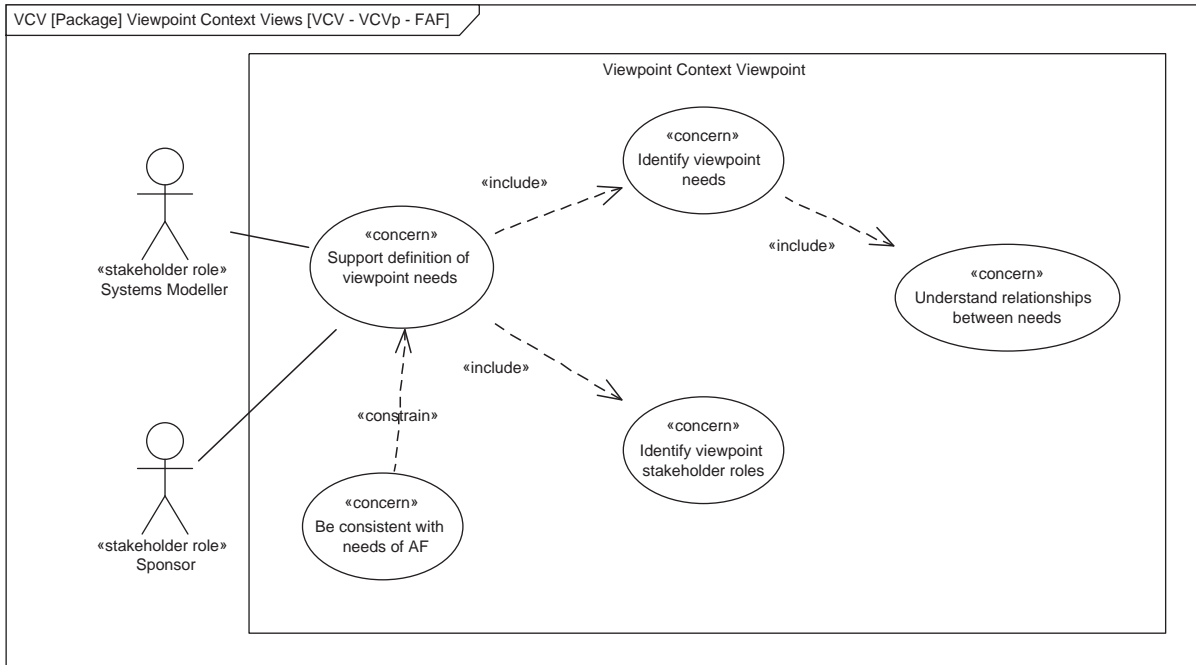 VCV [Package] Viewpoint Context Views [VCV - VCVp - FAF]
Viewpoint Context Viewpoint
«concern»
Identify viewpoint
needs
«include»
«include»
«concern»
Support definition of
viewpoint needs
«stakeholder role»
Systems Modeller
«concern»
Understand relationships
between needs
«include»
«constrain»
«concern»
Identify viewpoint
stakeholder roles
«concern»
Be consistent with
needs of AF
«stakeholder role»
Sponsor